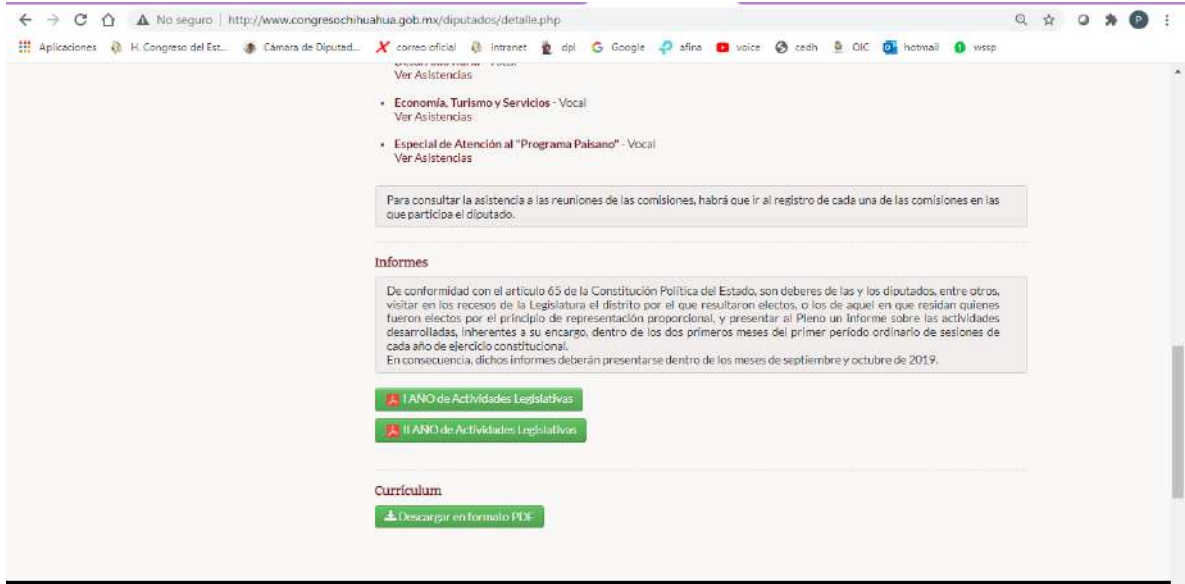 No seguro | http://www.congresochihuahua.gob.mx/diputados/detalle.php
Aplicaciones H. Congreso del Est... Cámara de Diputad... correo oficial Intranet dpl Google afina voice cedh OIC hotmail wssp
Ver Asistencias
• Economía, Turismo y Servicios - Vocal
Ver Asistencias
• Especial de Atención al "Programa Paisano" - Vocal
Ver Asistencias
Para consultar la asistencia a las reuniones de las comisiones, habrá que ir al registro de cada una de las comisiones en las
que participa el diputado.
Informes
De conformidad con el artículo 65 de la Constitución Política del Estado, son deberes de las y los diputados, entre otros,
visitar en los recesos de la Legislatura el distrito por el que resultaron electos, o los de aquel en que residan quienes
fueron electos por el principio de representación proporcional, y presentar al Pleno un informe sobre las actividades
desarrolladas, inherentes a su encargo, dentro de los dos primeros meses del primer período ordinario de sesiones de
cada año de ejercicio constitucional.
En consecuencia, dichos informes deberán presentarse dentro de los meses de septiembre y octubre de 2019.
I AÑO de Actividades Legislativas
II AÑO de Actividades Legislativas
Currículum
Descargar en formato PDF